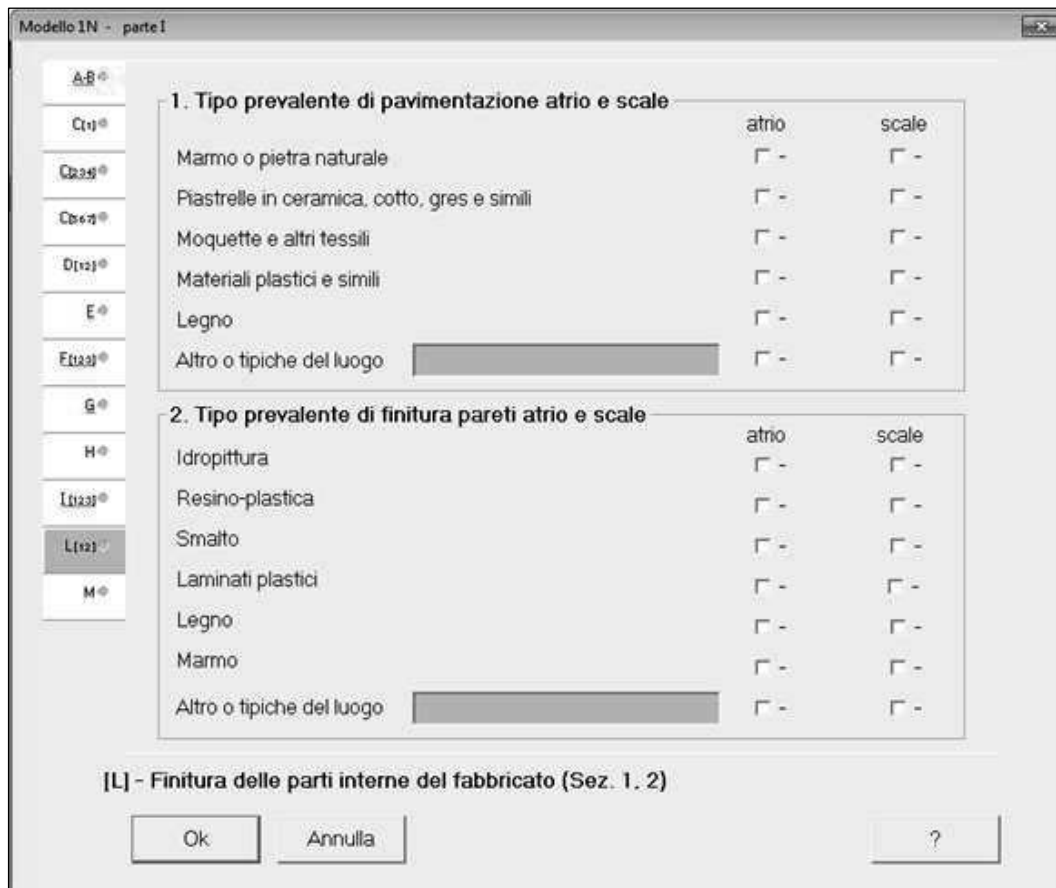 Modello 1N - parte I
A-B
C[1]
C[2,3,4]
C[5 6 7]
D[1 2]
E
F[1,2,3]
G
H
I[1,2,3]
L[1 2]
M
1. Tipo prevalente di pavimentazione atrio e scale
atrio scale
Marmo o pietra naturale - -
Piastrelle in ceramica, cotto, gres e simili - -
Moquette e altri tessili - -
Materiali plastici e simili - -
Legno - -
Altro o tipiche del luogo - -
2. Tipo prevalente di finitura pareti atrio e scale
atrio scale
Idropittura - -
Resino-plastica - -
Smalto - -
Laminati plastici - -
Legno - -
Marmo - -
Altro o tipiche del luogo - -
[L] - Finitura delle parti interne del fabbricato (Sez. 1, 2)
Ok Annulla ?